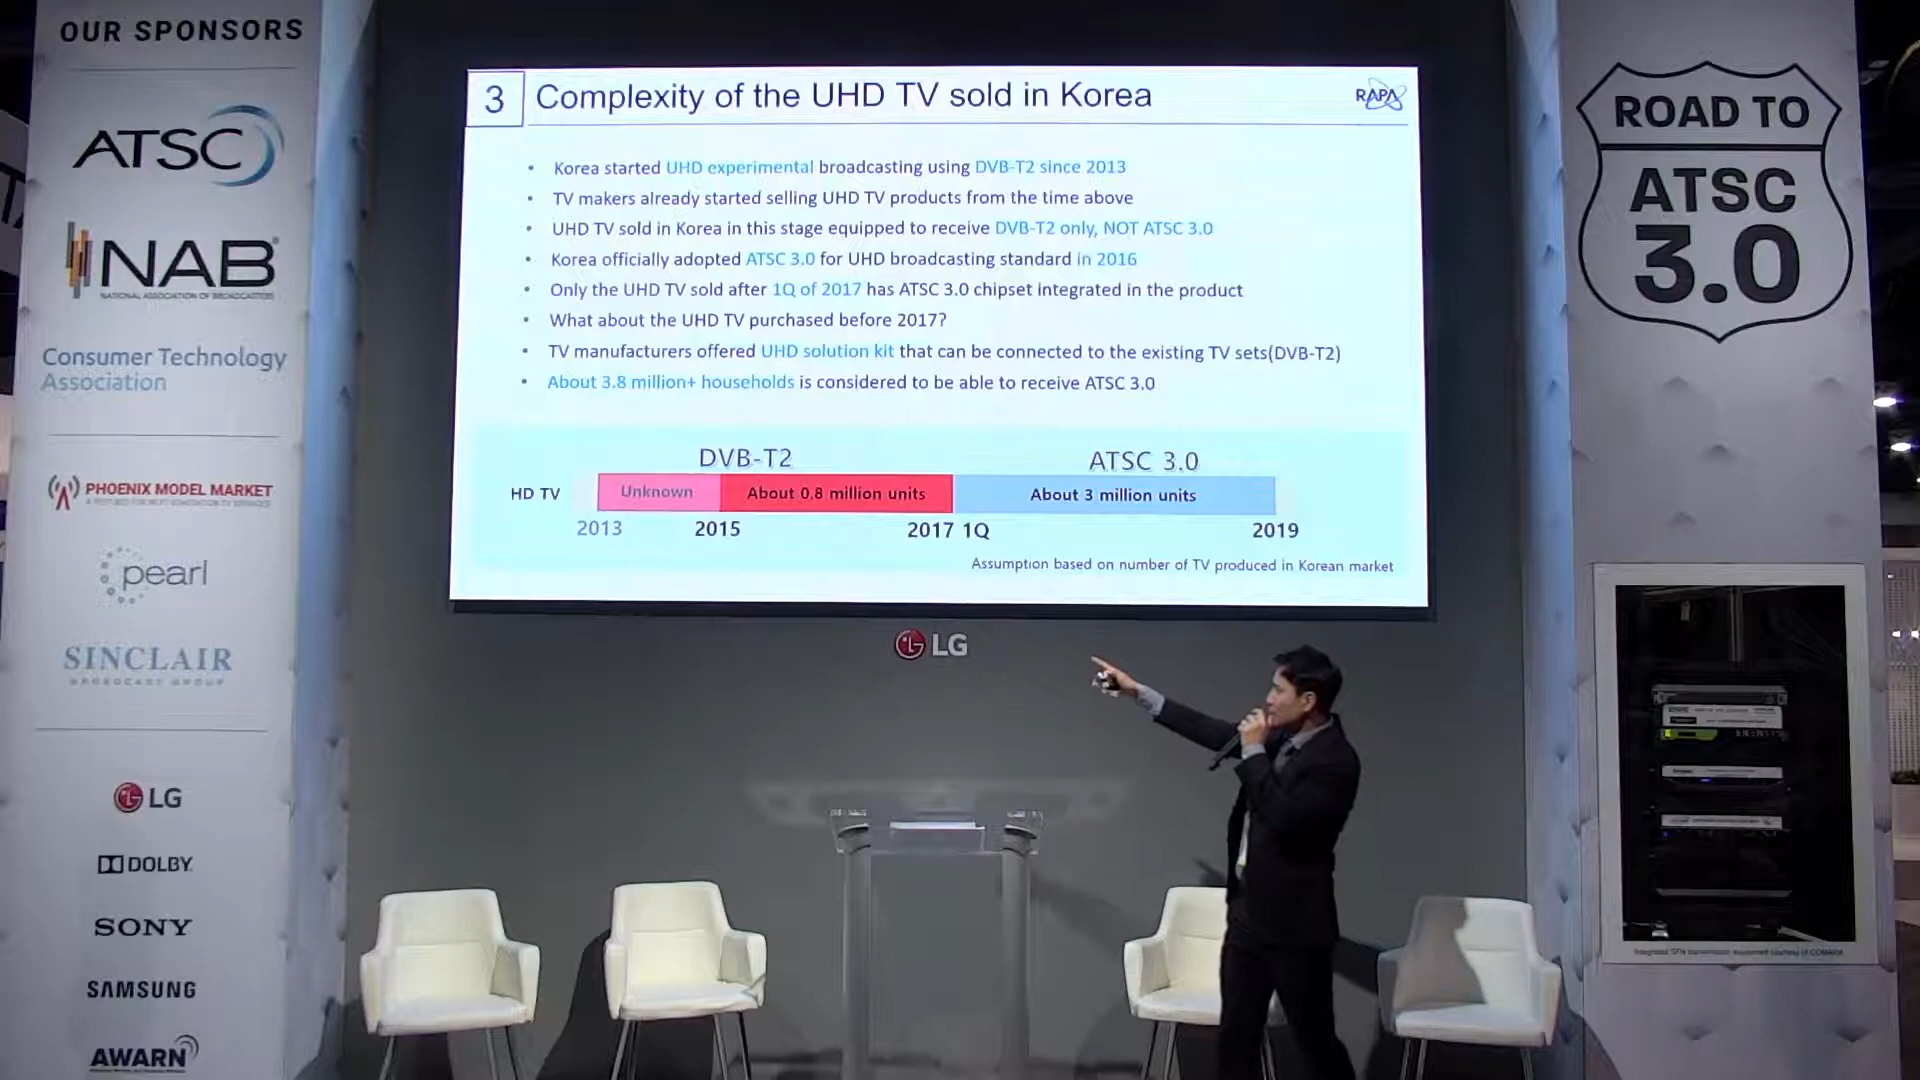 OUR SPONSORS
ATSC
NAB
NATIONAL ASSOCIATION OF BROADCASTERS
Consumer Technology
Association
PHOENIX MODEL MARKET
pearl
SINCLAIR
BROADCAST GROUP
LG
DOLBY
SONY
SAMSUNG
AWARN
3
Complexity of the UHD TV sold in Korea
RAPA
• Korea started UHD experimental broadcasting using DVB-T2 since 2013
• TV makers already started selling UHD TV products from the time above
• UHD TV sold in Korea in this stage equipped to receive DVB-T2 only, NOT ATSC 3.0
• Korea officially adopted ATSC 3.0 for UHD broadcasting standard in 2016
• Only the UHD TV sold after 1Q of 2017 has ATSC 3.0 chipset integrated in the product
• What about the UHD TV purchased before 2017?
• TV manufacturers offered UHD solution kit that can be connected to the existing TV sets(DVB-T2)
• About 3.8 million+ households is considered to be able to receive ATSC 3.0
DVB-T2
ATSC 3.0
HD TV
Unknown
About 0.8 million units
About 3 million units
2013
2015
2017 1Q
2019
Assumption based on number of TV produced in Korean market
LG
ROAD TO
ATSC
3.0